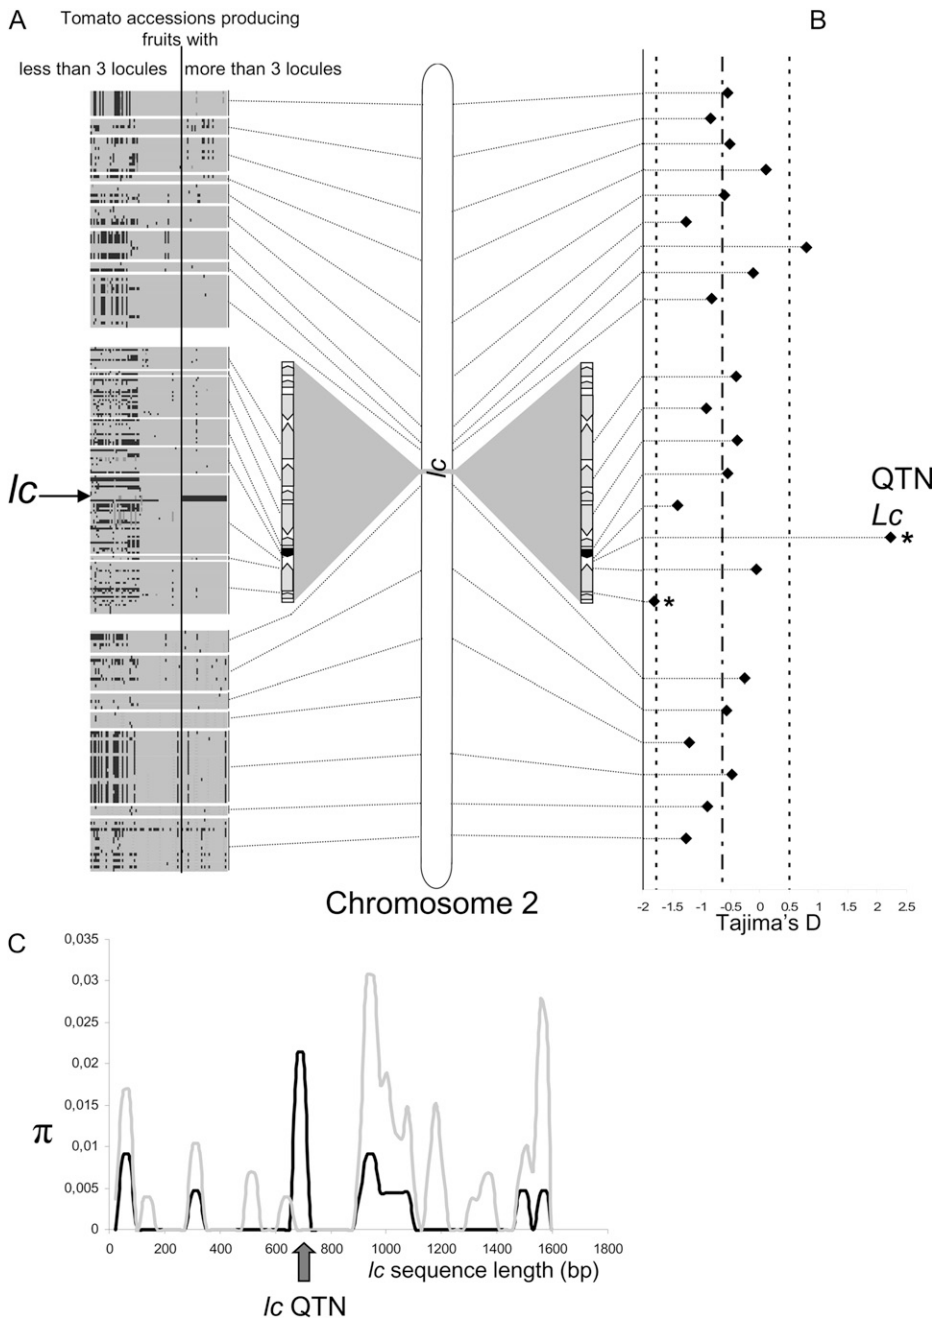 A
Tomato accessions producing
fruits with
less than 3 locules
more than 3 locules
B
lc
lc
QTN
Lc
*
*
Chromosome 2
-2
-1.5
-1
-0.5
0
0.5
1
1.5
2
2.5
Tajima's D
C
0,035
0,03
0,025
0,02
0,015
0,01
0,005
0
π
0
200
400
600
800
1000
1200
1400
1600
1800
lc sequence length (bp)
lc QTN